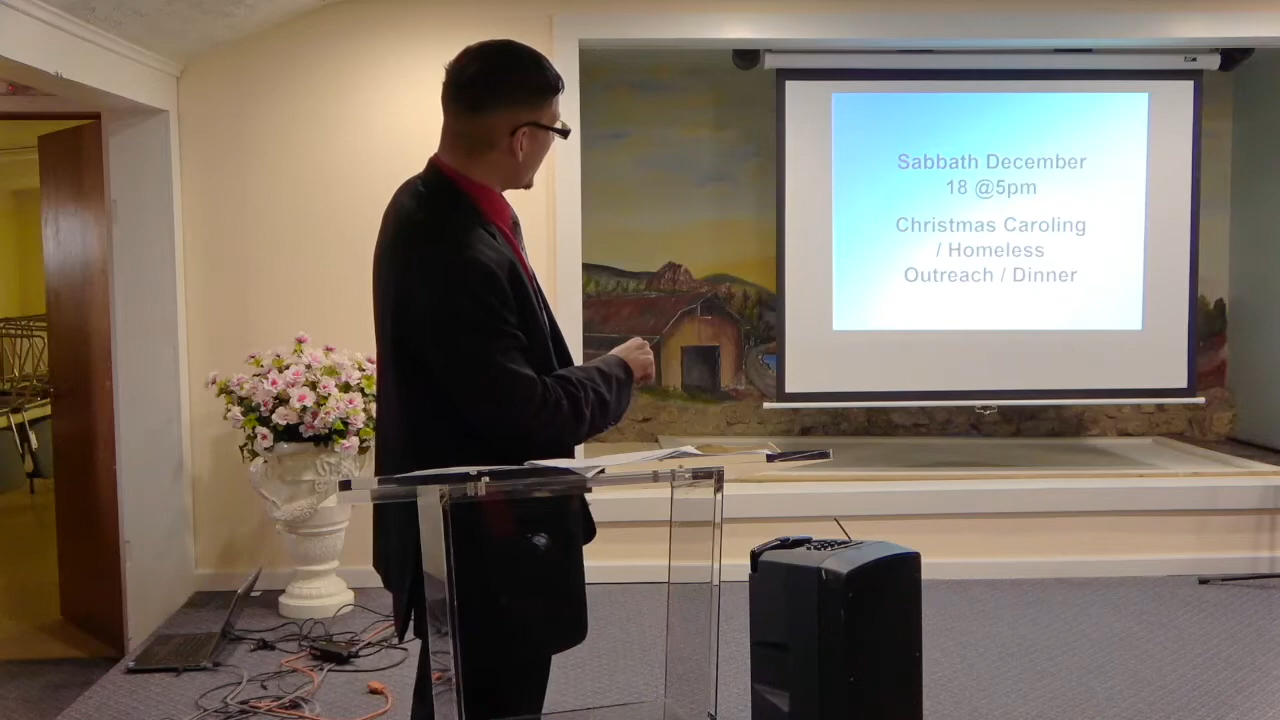 Sabbath December
18 @5pm
Christmas Caroling
/ Homeless
Outreach / Dinner